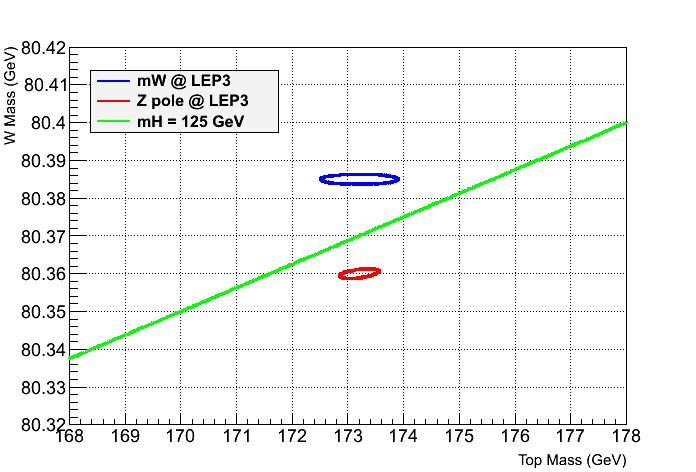 W Mass (GeV)
80.42
80.41
80.4
80.39
80.38
80.37
80.36
80.35
80.34
80.33
80.32
mW @ LEP3
Z pole @ LEP3
mH = 125 GeV
168 169 170 171 172 173 174 175 176 177 178
Top Mass (GeV)